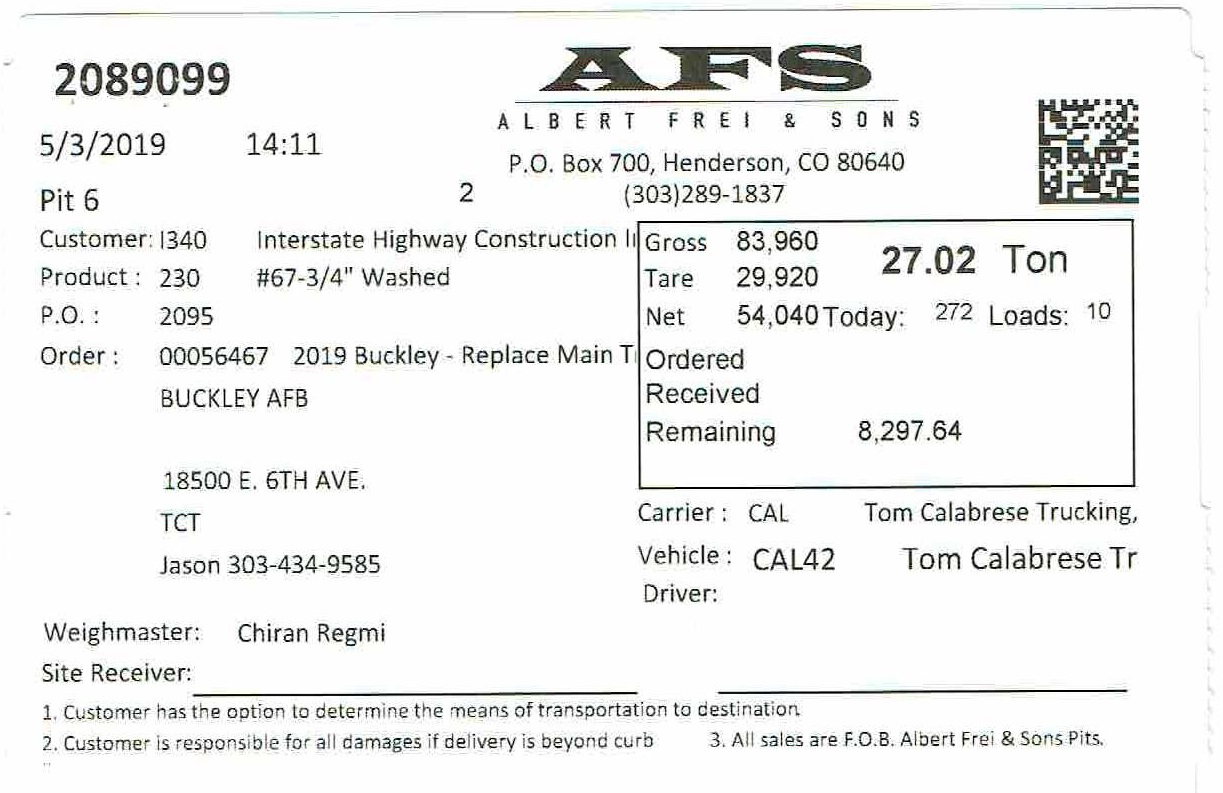 2089099
AFS
ALBERT FREI & SONS
5/3/2019 14:11
P.O. Box 700, Henderson, CO 80640
Pit 6 2 (303)289-1837
Customer: I340 Interstate Highway Construction
Gross 83,960 27.02 Ton
Product : 230 #67-3/4" Washed
Tare 29,920
P.O. : 2095
Net 54,040 Today: 272 Loads: 10
Order : 00056467 2019 Buckley - Replace Main
Ordered
BUCKLEY AFB
Received
Remaining 8,297.64
18500 E. 6TH AVE.
TCT
Carrier : CAL Tom Calabrese Trucking,
Jason 303-434-9585
Vehicle : CAL42 Tom Calabrese Tr
Driver:
Weighmaster: Chiran Regmi
Site Receiver:
1. Customer has the option to determine the means of transportation to destination.
2. Customer is responsible for all damages if delivery is beyond curb 3. All sales are F.O.B. Albert Frei & Sons Pits.